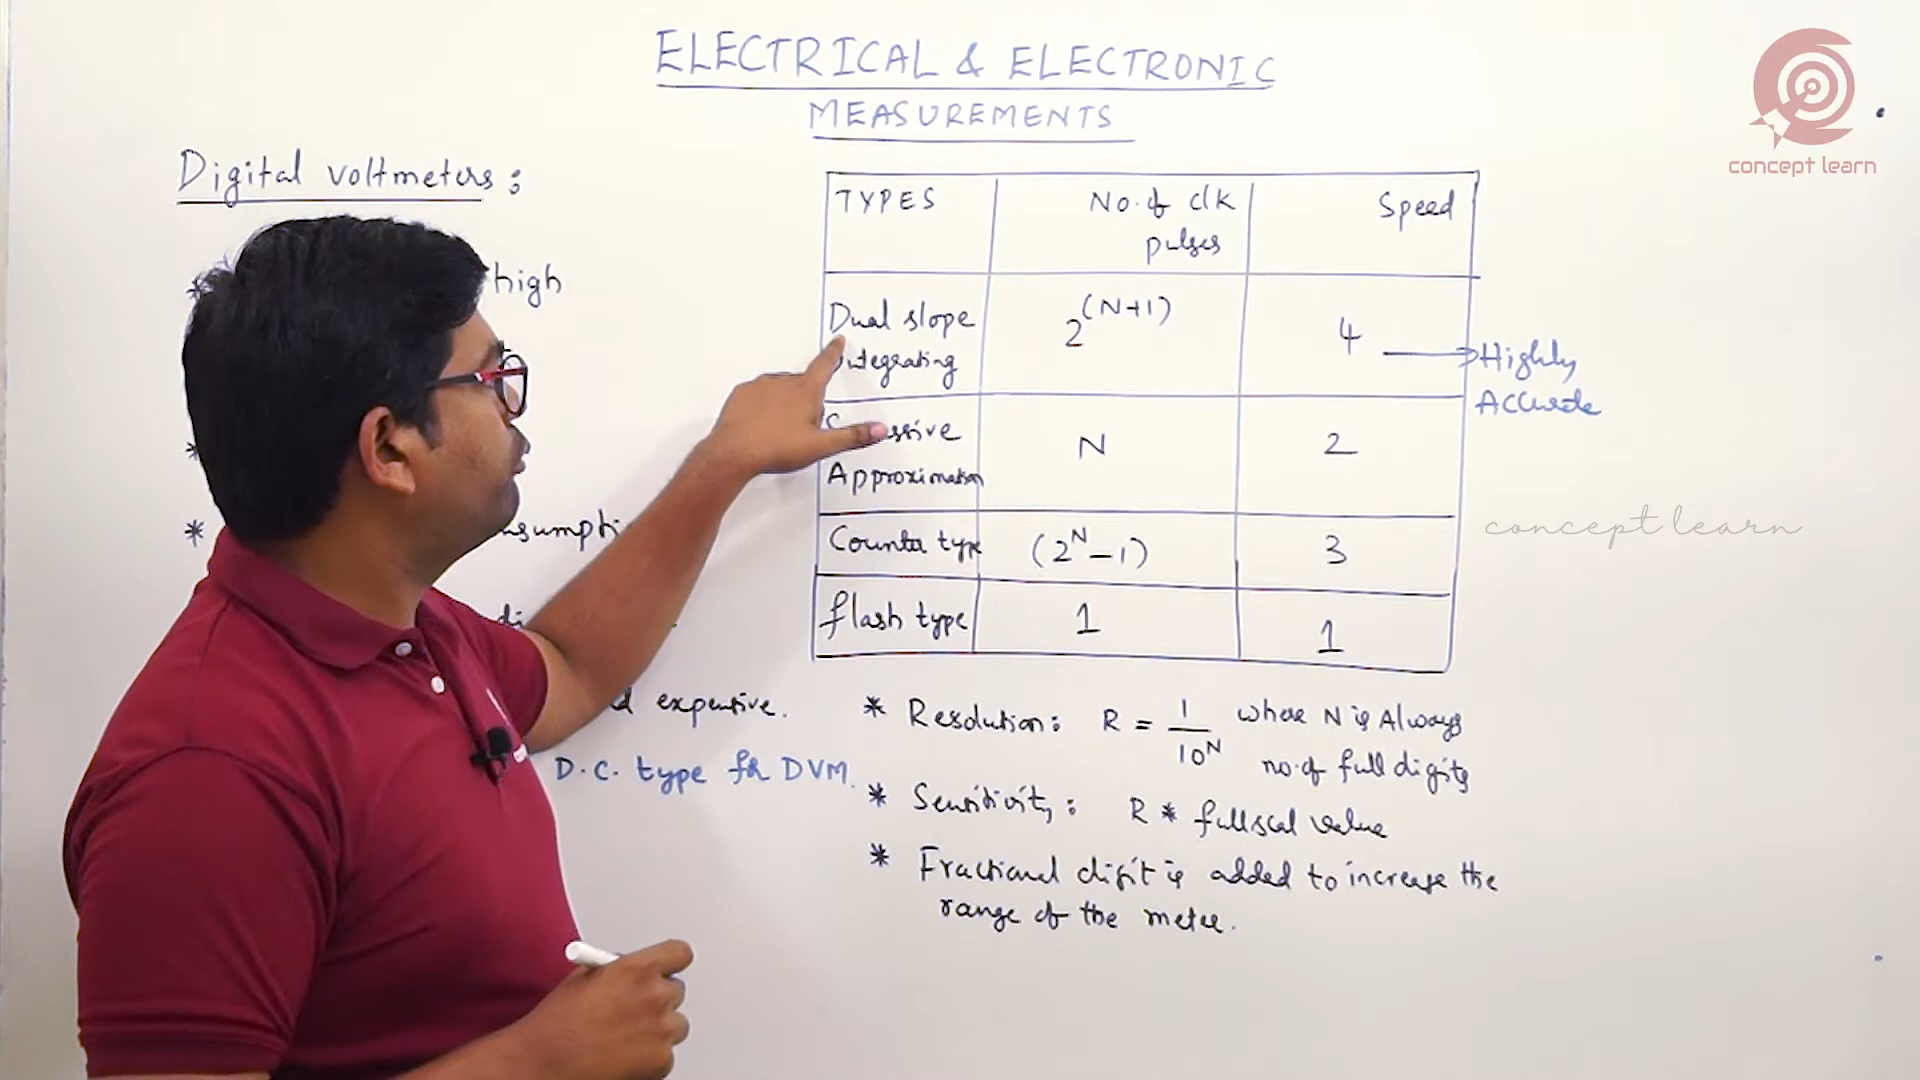 ELECTRICAL & ELECTRONIC
MEASUREMENTS
concept learn
Digital voltmeters :
* high
*
*
expensive.
D.C. type for DVM.
TYPES No. of clk pulses Speed
Dual slope Integrating 2^(N+1) 4 → Highly Accurate
Approximation N 2
Counter type (2^N - 1) 3
flash type 1 1
concept learn
* Resolution : R = 1/10^N where N is Always
no. of full digits
* Sensitivity : R * fullscal value
* Fractional digit is added to increase the
range of the meter.